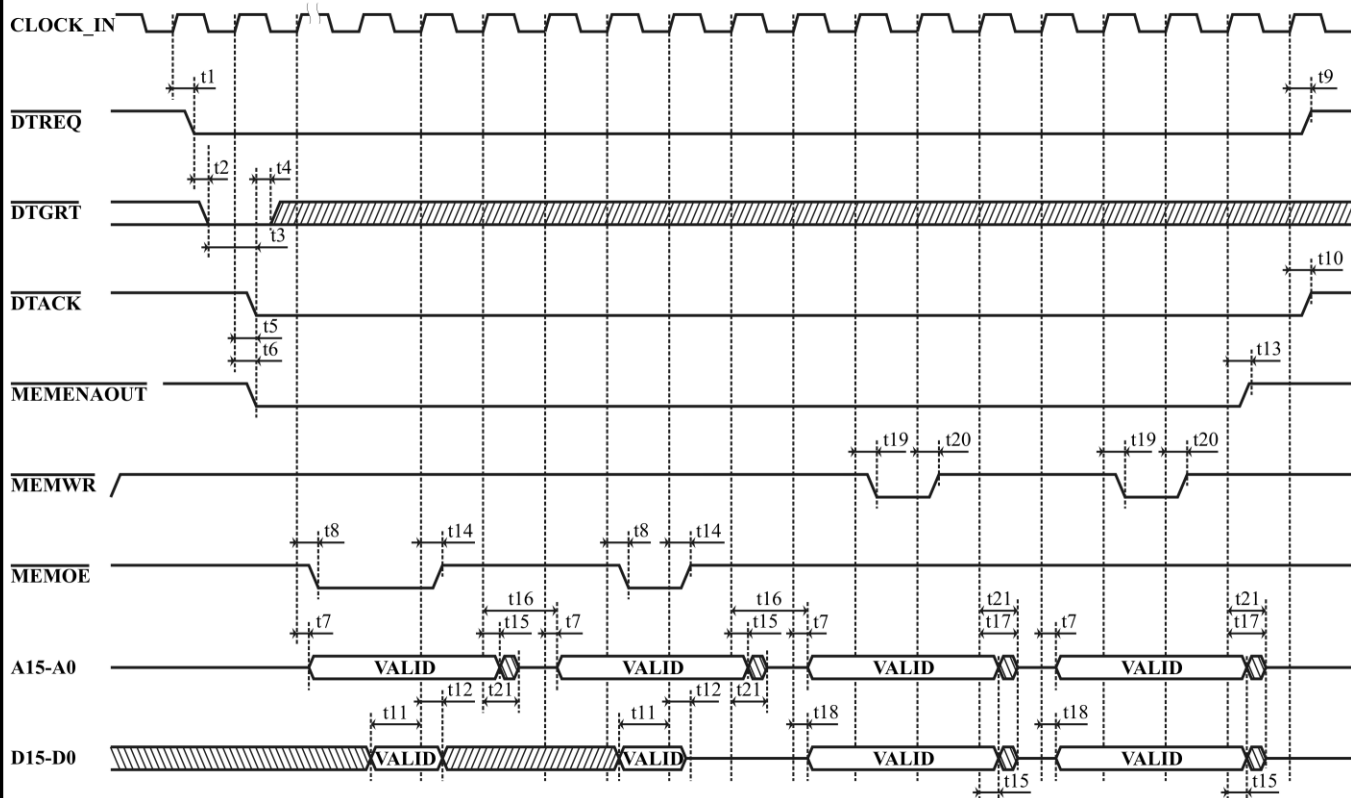 CLOCK_IN
t1
t9
DTREQ
t2
t4
DTGRT
t3
t10
DTACK
t5
t6
t13
MEMENAOUT
t19
t20
t19
t20
MEMWR
t8
t14
t8
t14
MEMOE
t16
t16
t21
t21
t7
t15
t7
t15
t7
t17
t7
t17
A15-A0
VALID
VALID
VALID
VALID
t12
t21
t12
t21
t11
t11
t18
t18
D15-D0
VALID
VALID
VALID
VALID
t15
t15